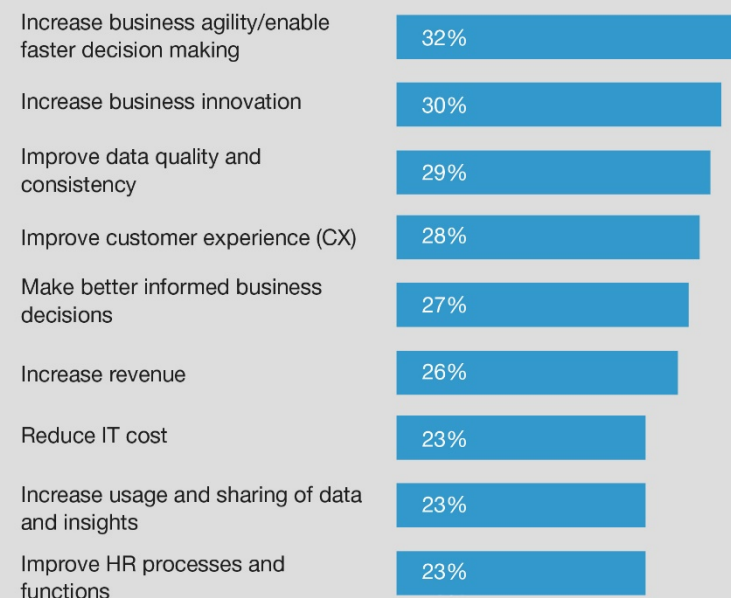 Increase business agility/enable
faster decision making
32%
Increase business innovation
30%
Improve data quality and
consistency
29%
Improve customer experience (CX)
28%
Make better informed business
decisions
27%
Increase revenue
26%
Reduce IT cost
23%
Increase usage and sharing of data
and insights
23%
Improve HR processes and
functions
23%